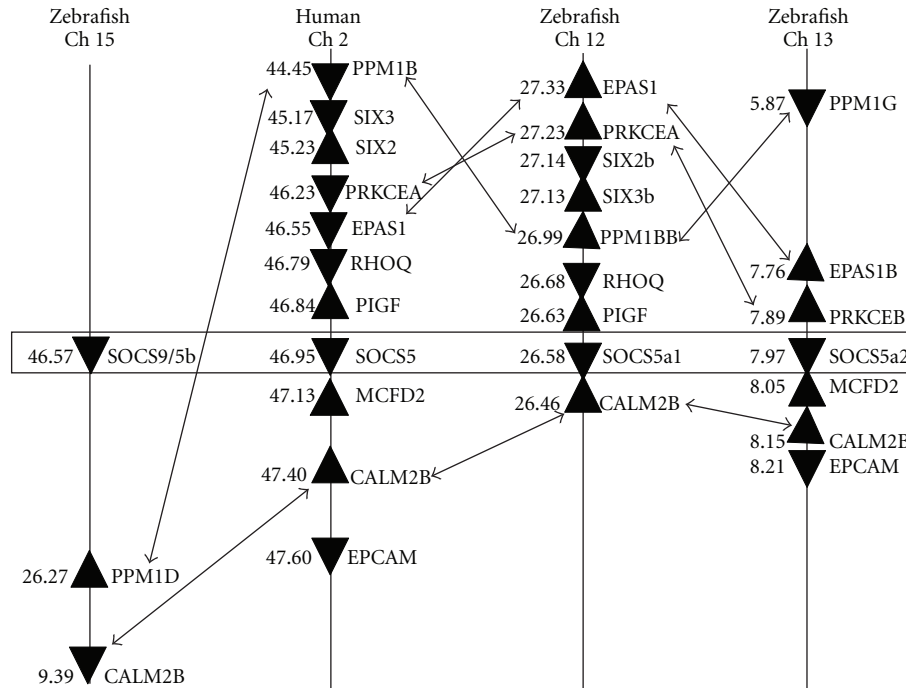 Zebrafish
Ch 15
46.57 SOCS9/5b
26.27 PPM1D
9.39 CALM2B
Human
Ch 2
44.45 PPM1B
45.17 SIX3
45.23 SIX2
46.23 PRKCEA
46.55 EPAS1
46.79 RHOQ
46.84 PIGF
46.95 SOCS5
47.13 MCFD2
47.40 CALM2B
47.60 EPCAM
Zebrafish
Ch 12
27.33 EPAS1
27.23 PRKCEA
27.14 SIX2b
27.13 SIX3b
26.99 PPM1BB
26.68 RHOQ
26.63 PIGF
26.58 SOCS5a1
26.46 CALM2B
Zebrafish
Ch 13
5.87 PPM1G
7.76 EPAS1B
7.89 PRKCEB
7.97 SOCS5a2
8.05 MCFD2
8.15 CALM2B
8.21 EPCAM